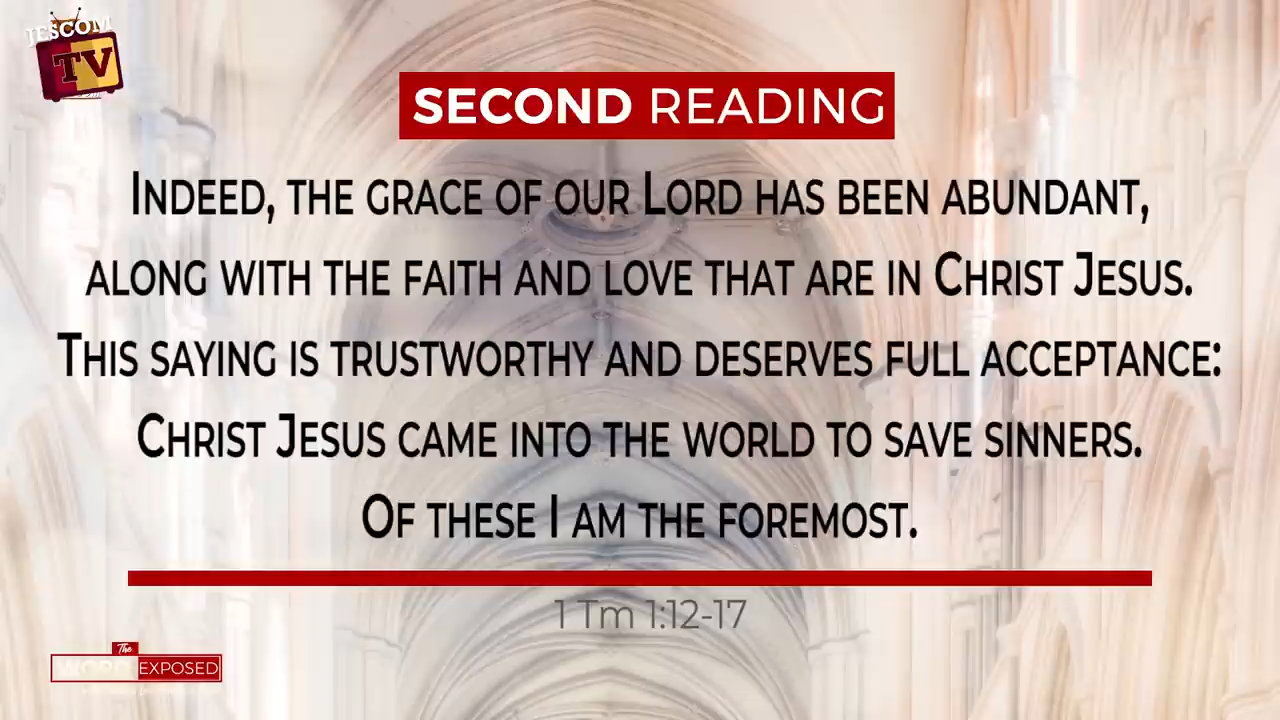 JESCOM
TV
SECOND READING
INDEED, THE GRACE OF OUR LORD HAS BEEN ABUNDANT,
ALONG WITH THE FAITH AND LOVE THAT ARE IN CHRIST JESUS.
THIS SAYING IS TRUSTWORTHY AND DESERVES FULL ACCEPTANCE:
CHRIST JESUS CAME INTO THE WORLD TO SAVE SINNERS.
OF THESE I AM THE FOREMOST.
1 Tm 1:12-17
The
WORD EXPOSED